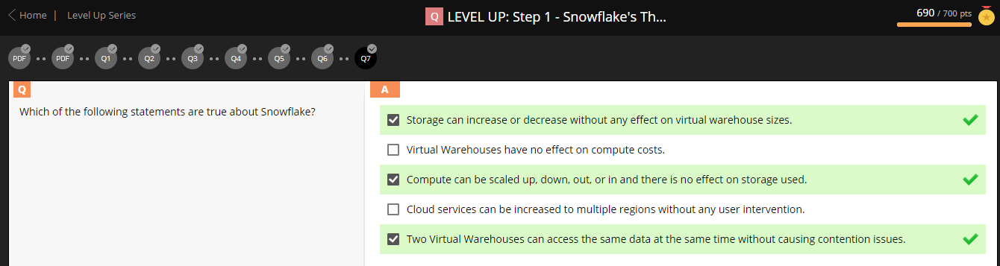 Home | Level Up Series
Q LEVEL UP: Step 1 - Snowflake's Th...
690 / 700 pts
PDF PDF Q1 Q2 Q3 Q4 Q5 Q6 Q7
Q
Which of the following statements are true about Snowflake?
A
Storage can increase or decrease without any effect on virtual warehouse sizes.
Virtual Warehouses have no effect on compute costs.
Compute can be scaled up, down, out, or in and there is no effect on storage used.
Cloud services can be increased to multiple regions without any user intervention.
Two Virtual Warehouses can access the same data at the same time without causing contention issues.